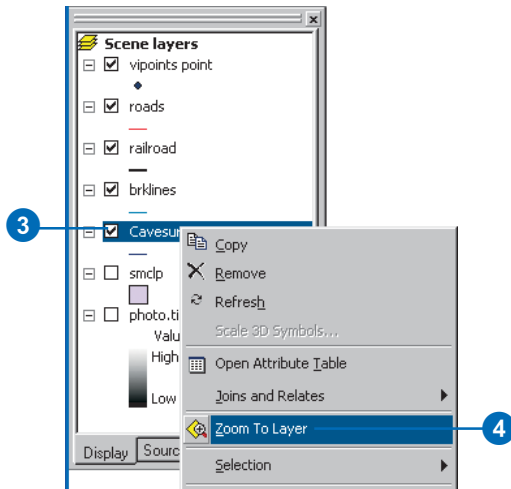 Scene layers
vipoints point
roads
railroad
brklines
3
Cavesur
Copy
Remove
smclp
Refresh
photo.ti
Scale 3D Symbols...
Valu
High
Open Attribute Table
Joins and Relates
Low
Zoom To Layer
4
Display
Sourc
Selection